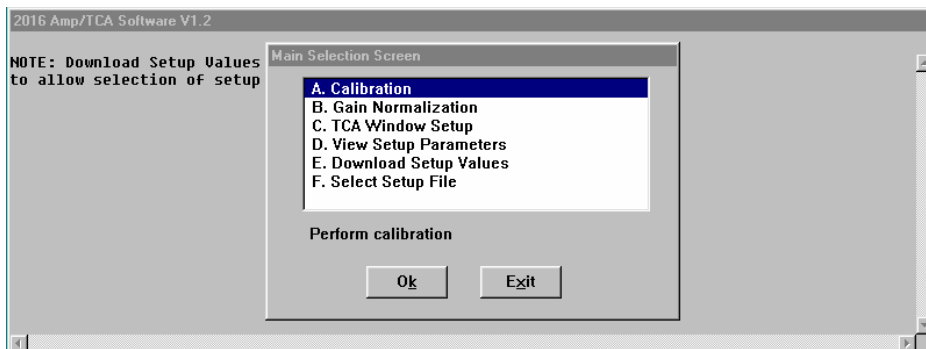 2016 Amp/TCA Software V1.2
NOTE: Download Setup Values
to allow selection of setup
Main Selection Screen
A. Calibration
B. Gain Normalization
C. TCA Window Setup
D. View Setup Parameters
E. Download Setup Values
F. Select Setup File
Perform calibration
Ok
Exit